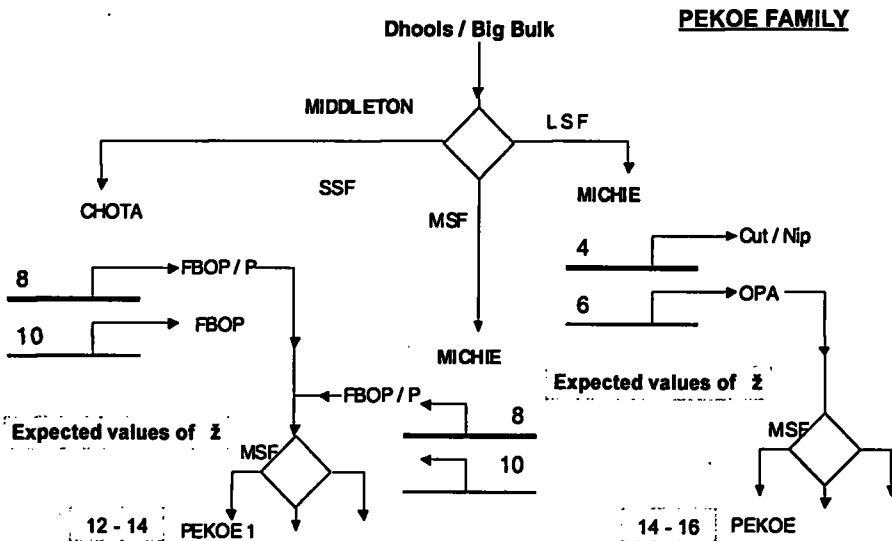 PEKOE FAMILY
Dhools / Big Bulk
MIDDLETON
LSF
SSF
MSF
CHOTA
MICHIE
8
FBOP / P
10
FBOP
4
Cut / Nip
6
OPA
MICHIE
FBOP / P
8
10
Expected values of ž
Expected values of ž
MSF
MSF
12 - 14
PEKOE 1
14 - 16
PEKOE